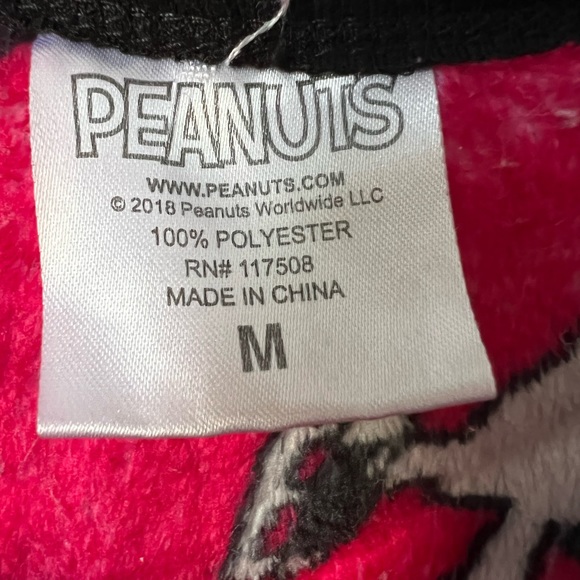 PEANUTS
WWW.PEANUTS.COM
© 2018 Peanuts Worldwide LLC
100% POLYESTER
RN# 117508
MADE IN CHINA
M